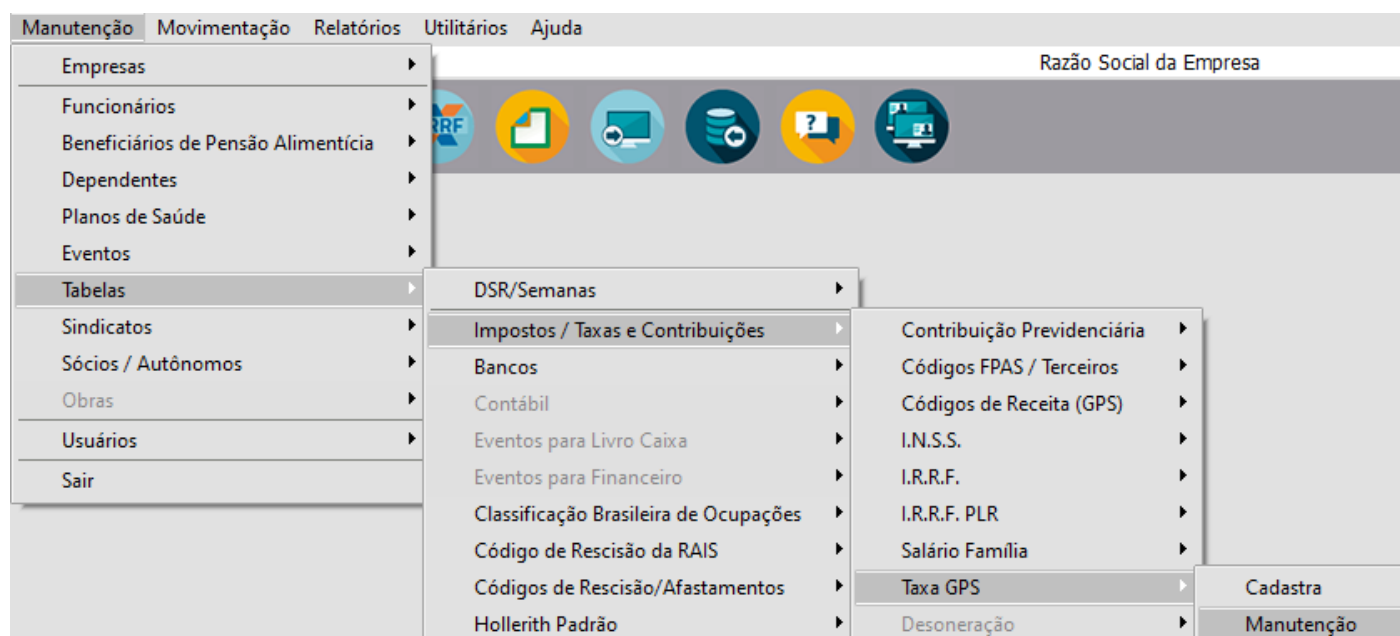 Manutenção Movimentação Relatórios Utilitários Ajuda
Razão Social da Empresa
RRF
?
Empresas
Funcionários
Beneficiários de Pensão Alimentícia
Dependentes
Planos de Saúde
Eventos
Tabelas
Sindicatos
Sócios / Autônomos
Obras
Usuários
Sair
DSR/Semanas
Impostos / Taxas e Contribuições
Bancos
Contábil
Eventos para Livro Caixa
Eventos para Financeiro
Classificação Brasileira de Ocupações
Código de Rescisão da RAIS
Códigos de Rescisão/Afastamentos
Hollerith Padrão
Contribuição Previdenciária
Códigos FPAS / Terceiros
Códigos de Receita (GPS)
I.N.S.S.
I.R.R.F.
I.R.R.F. PLR
Salário Família
Taxa GPS
Desoneração
Cadastra
Manutenção